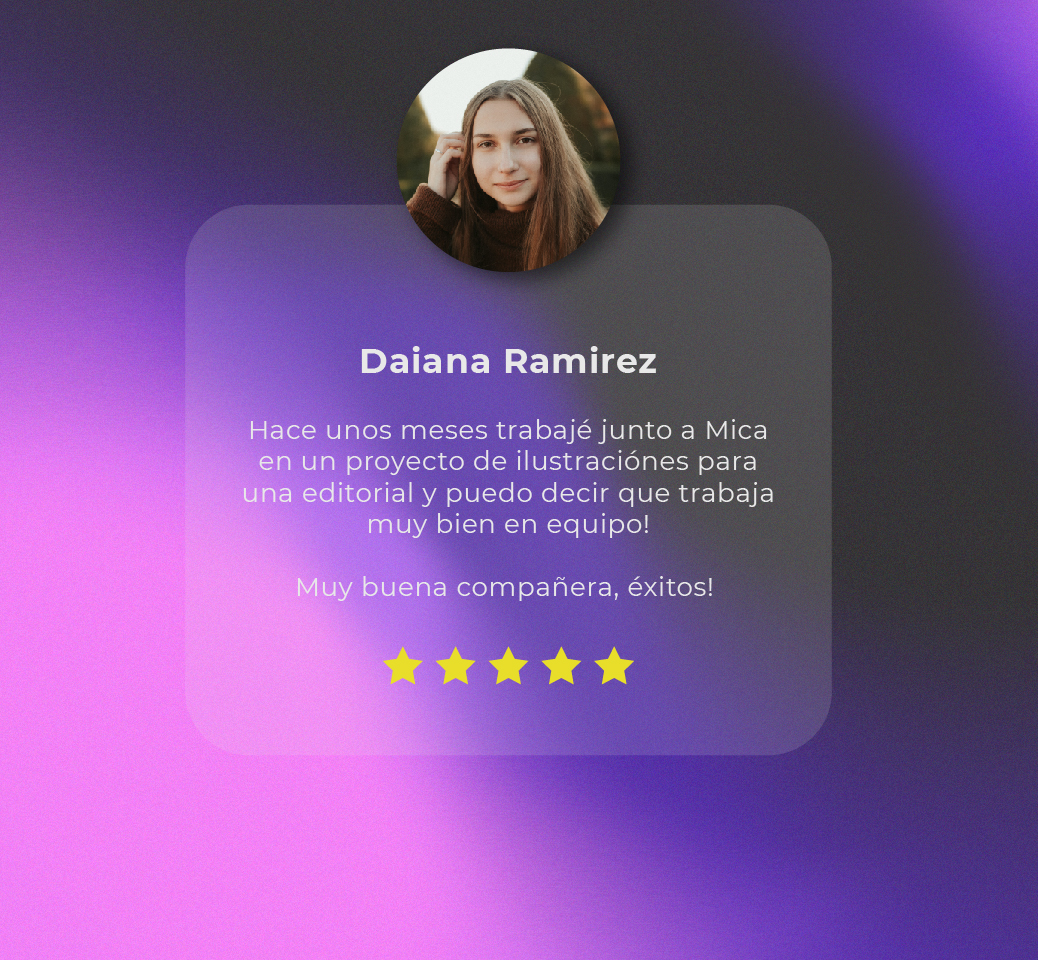 Daiana Ramirez
Hace unos meses trabajé junto a Mica
en un proyecto de ilustraciónes para
una editorial y puedo decir que trabaja
muy bien en equipo!
Muy buena compañera, éxitos!